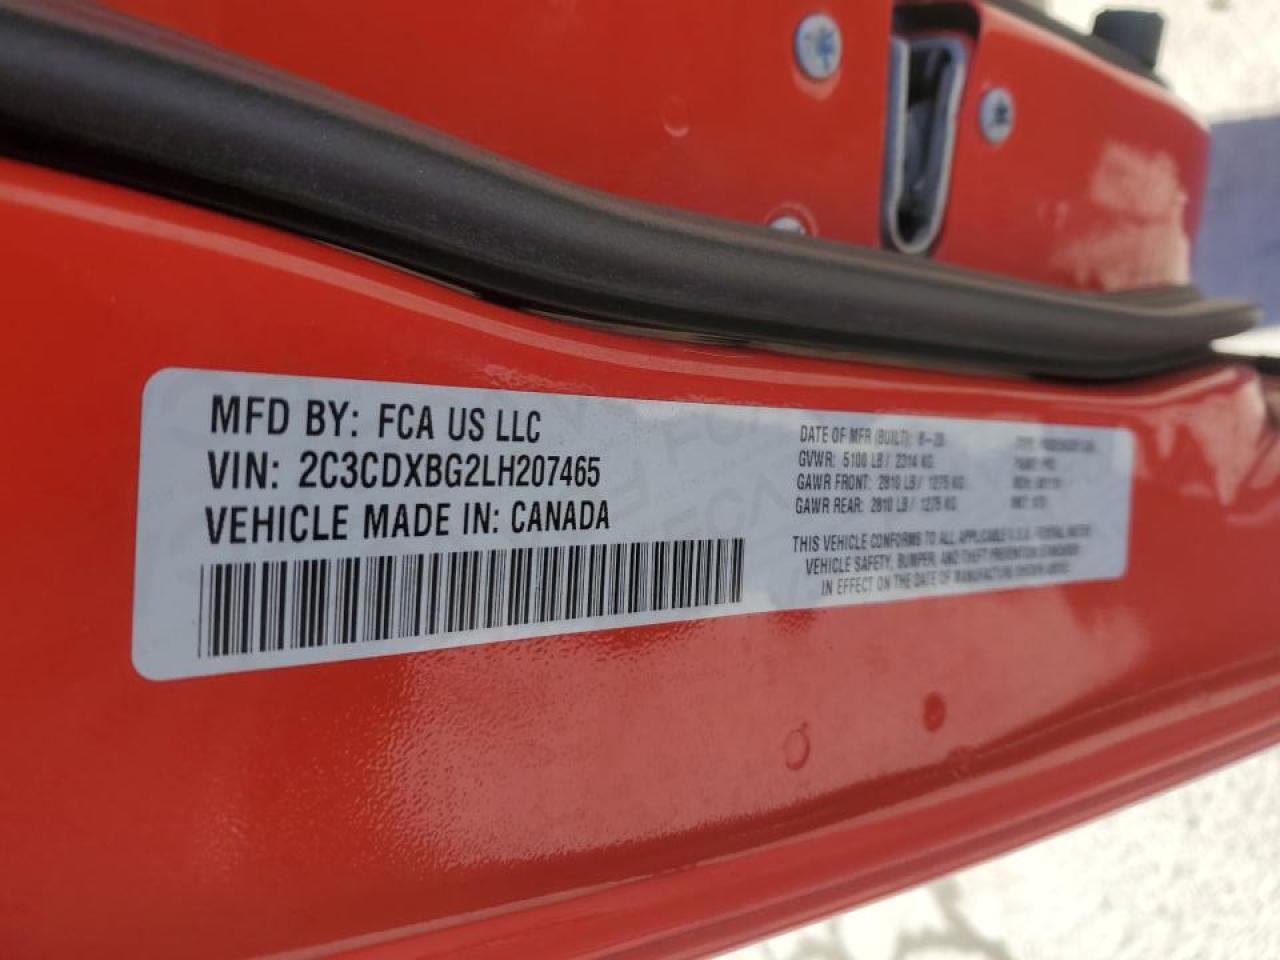 MFD BY: FCA US LLC
VIN: 2C3CDXBG2LH207465
VEHICLE MADE IN: CANADA
DATE OF MFR (BUILT): 8-20
GVWR: 5100 LB / 2314 KG
GAWR FRONT: 2810 LB / 1275 KG
GAWR REAR: 2810 LB / 1275 KG
THIS VEHICLE CONFORMS TO ALL APPLICABLE U.S.A. FEDERAL MOTOR
VEHICLE SAFETY, BUMPER, AND THEFT PREVENTION STANDARDS
IN EFFECT ON THE DATE OF MANUFACTURE SHOWN ABOVE